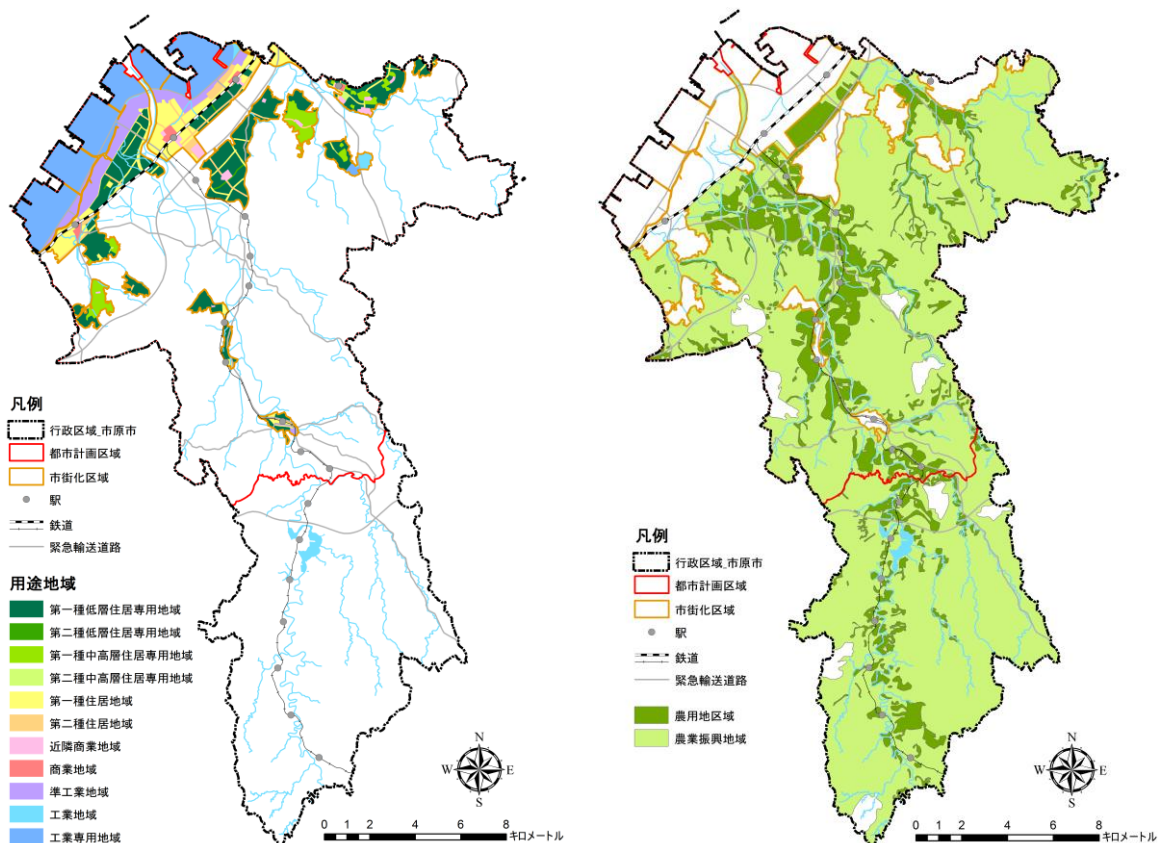 凡例
行政区域_市原市
都市計画区域
市街化区域
駅
鉄道
緊急輸送道路
用途地域
第一種低層住居専用地域
第二種低層住居専用地域
第一種中高層住居専用地域
第二種中高層住居専用地域
第一種住居地域
第二種住居地域
近隣商業地域
商業地域
準工業地域
工業地域
工業専用地域
N
W E
S
0 1 2 4 6 8
キロメートル
凡例
行政区域_市原市
都市計画区域
市街化区域
駅
鉄道
緊急輸送道路
農用地区域
農業振興地域
N
W E
S
0 1 2 4 6 8
キロメートル